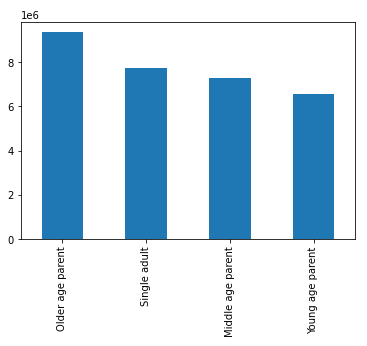 1e6
8
6
4
2
0
Older age parent
Single adult
Middle age parent
Young age parent